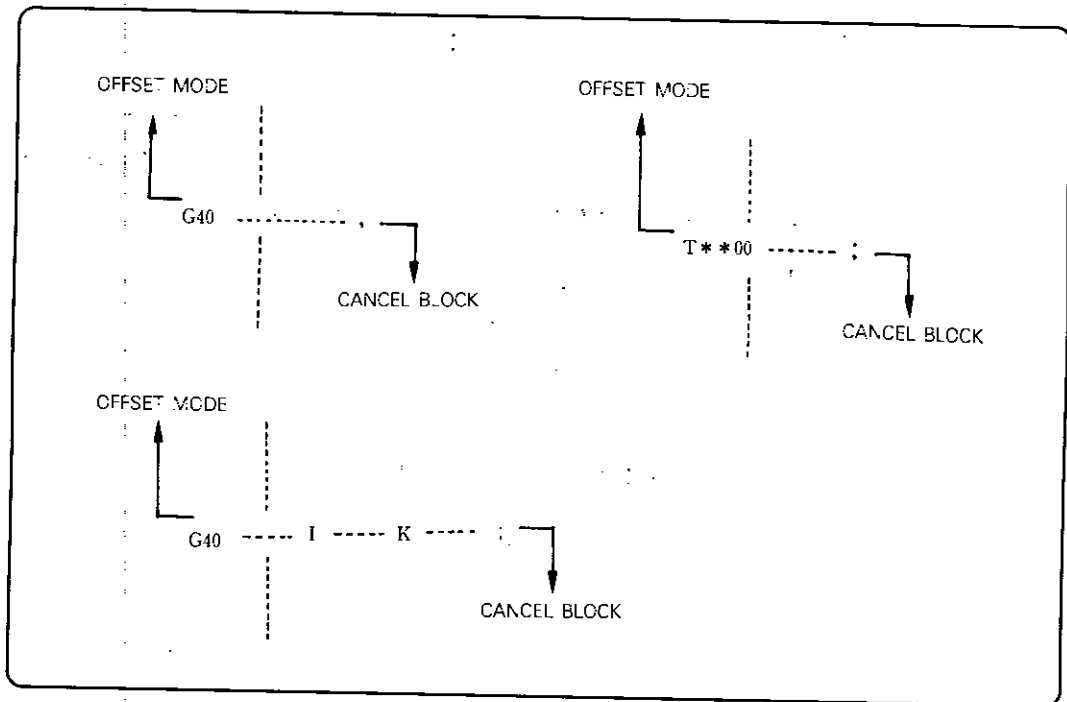 OFFSET MODE
G40 ;
CANCEL BLOCK
OFFSET MODE
T**00 ;
CANCEL BLOCK
OFFSET MODE
G40 I K ;
CANCEL BLOCK